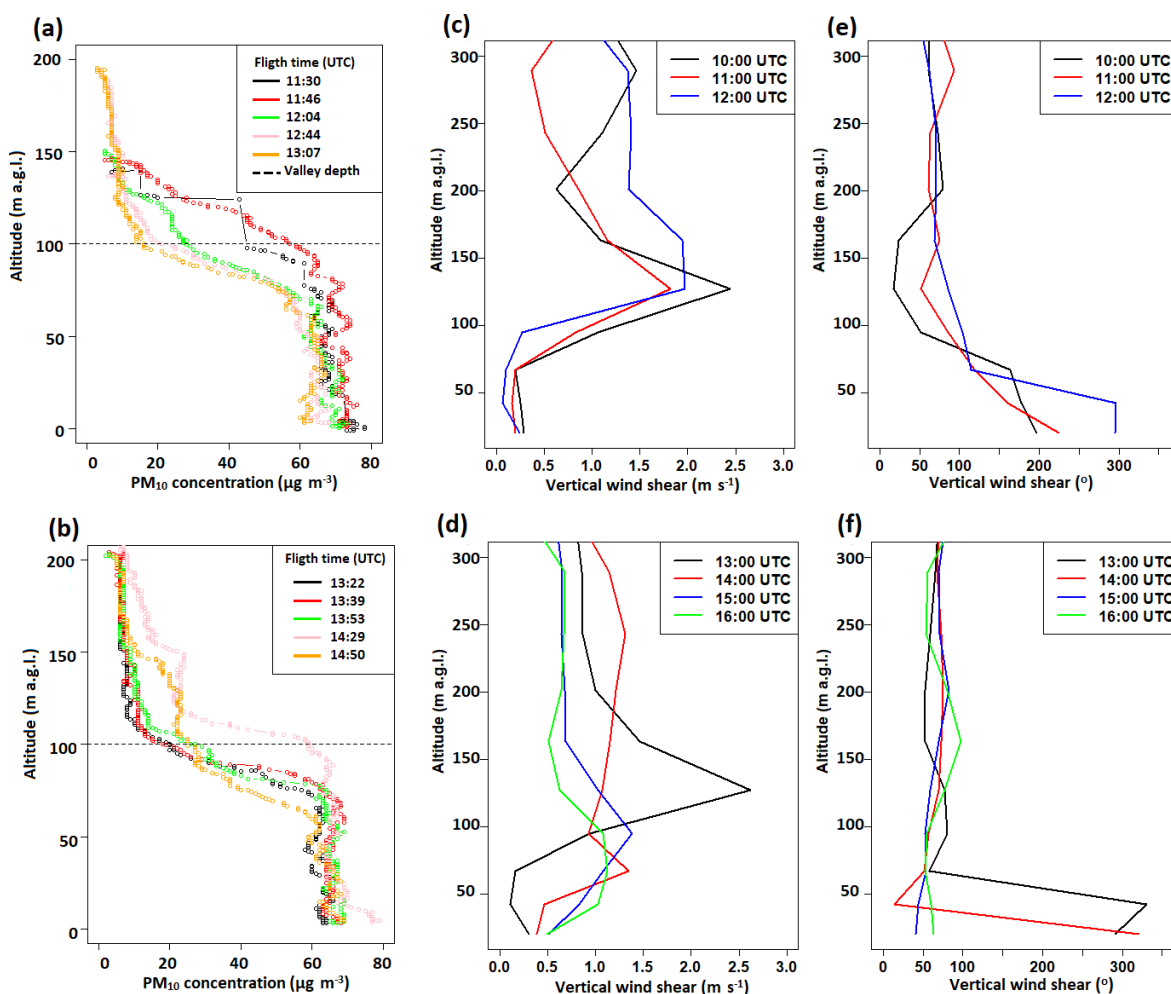 (a)
Fligth time (UTC)
11:30
11:46
12:04
12:44
13:07
Valley depth
200
150
100
50
0
Altitude (m a.g.l.)
0 20 40 60 80
PM₁₀ concentration (µg m⁻³)
(c)
10:00 UTC
11:00 UTC
12:00 UTC
300
250
200
150
100
50
Altitude (m a.g.l.)
0.0 0.5 1.0 1.5 2.0 2.5 3.0
Vertical wind shear (m s⁻¹)
(e)
10:00 UTC
11:00 UTC
12:00 UTC
300
250
200
150
100
50
Altitude (m a.g.l.)
0 50 100 200 300
Vertical wind shear (°)
(b)
Fligth time (UTC)
13:22
13:39
13:53
14:29
14:50
200
150
100
50
0
Altitude (m a.g.l.)
0 20 40 60 80
PM₁₀ concentration (µg m⁻³)
(d)
13:00 UTC
14:00 UTC
15:00 UTC
16:00 UTC
300
250
200
150
100
50
Altitude (m a.g.l.)
0.0 0.5 1.0 1.5 2.0 2.5 3.0
Vertical wind shear (m s⁻¹)
(f)
13:00 UTC
14:00 UTC
15:00 UTC
16:00 UTC
300
250
200
150
100
50
Altitude (m a.g.l.)
0 50 100 200 300
Vertical wind shear (°)